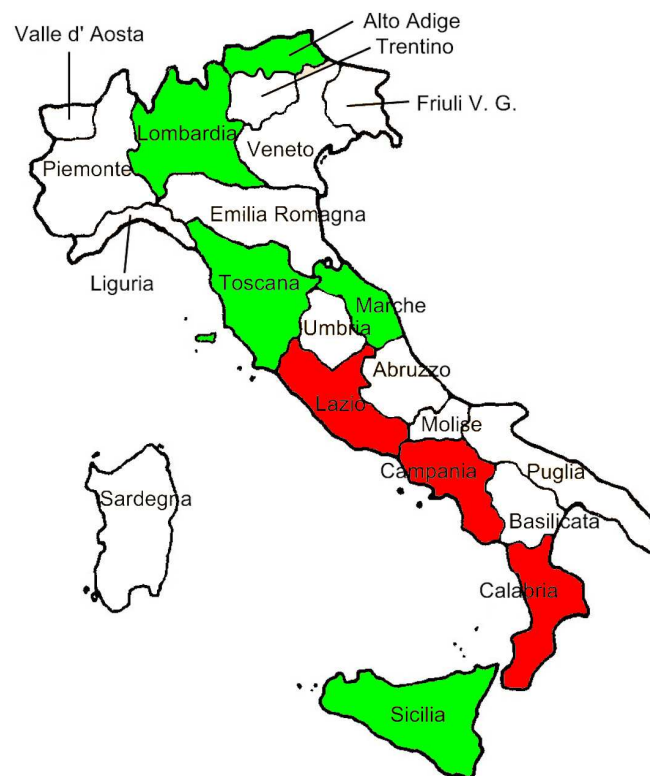 Alto Adige
Valle d' Aosta
Trentino
Friuli V. G.
Lombardia
Veneto
Piemonte
Emilia Romagna
Liguria
Toscana
Marche
Umbria
Abruzzo
Lazio
Molise
Campania
Puglia
Sardegna
Basilicata
Calabria
Sicilia